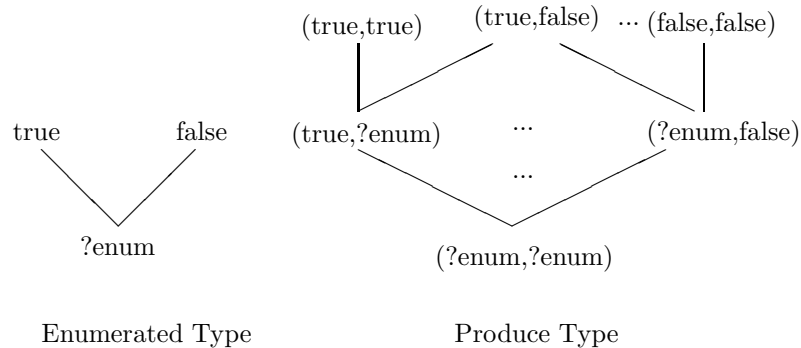 (true,true) (true,false) ... (false,false)
true false (true,?enum) ... (?enum,false)
...
?enum (?enum,?enum)
Enumerated Type Produce Type